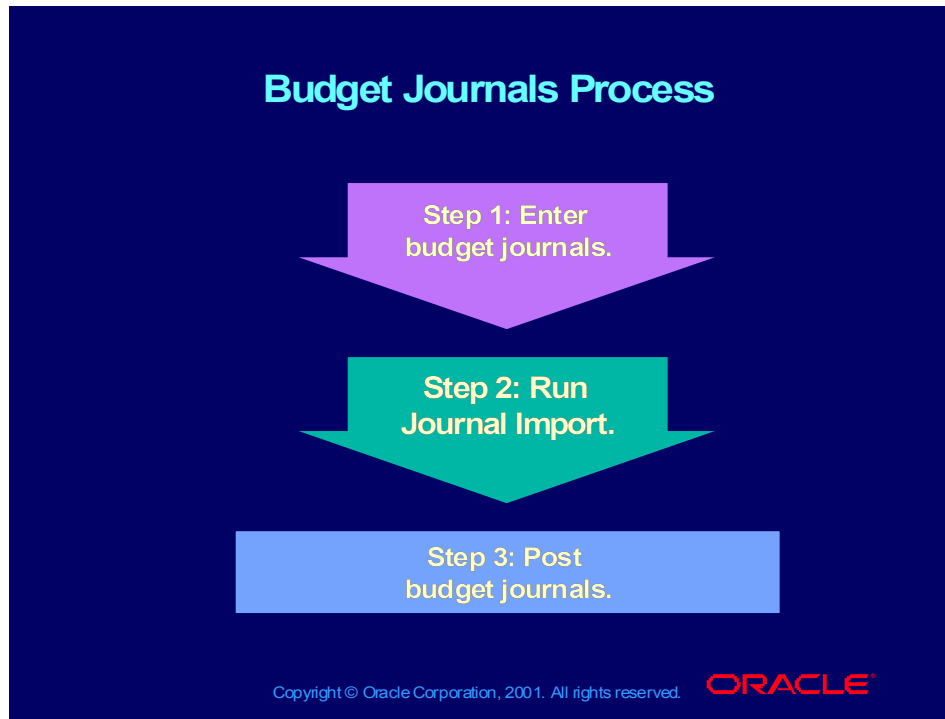 Budget Journals Process
Step 1: Enter
budget journals.
Step 2: Run
Journal Import.
Step 3: Post
budget journals.
Copyright © Oracle Corporation, 2001. All rights reserved.
ORACLE®